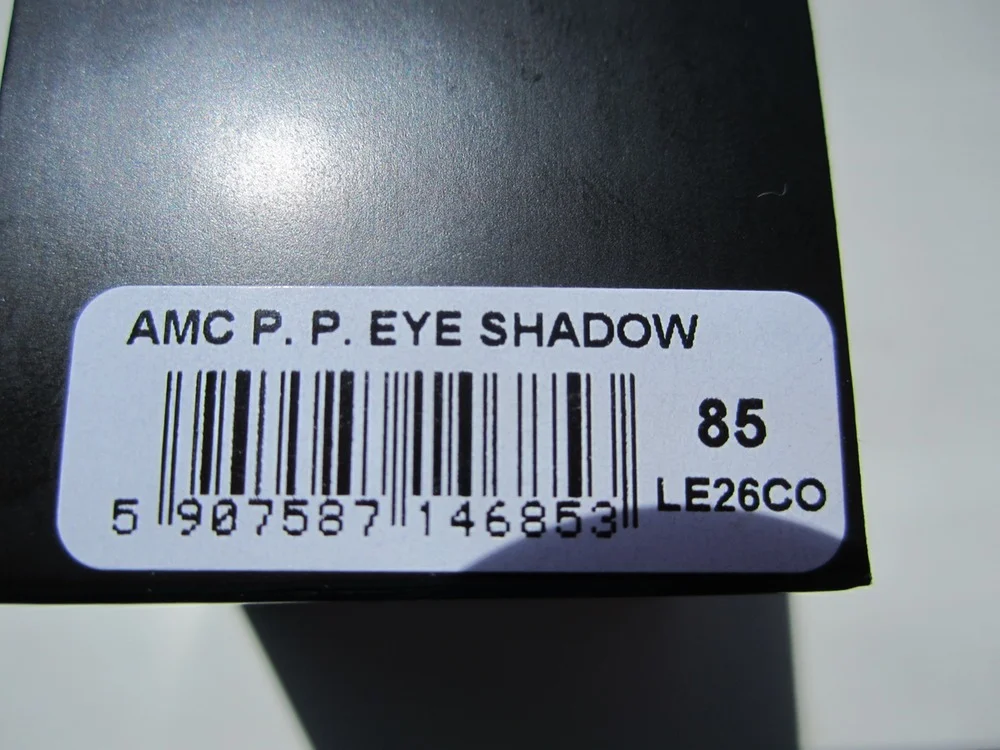 AMC P. P. EYE SHADOW
85
LE26CO
5 907587 146853